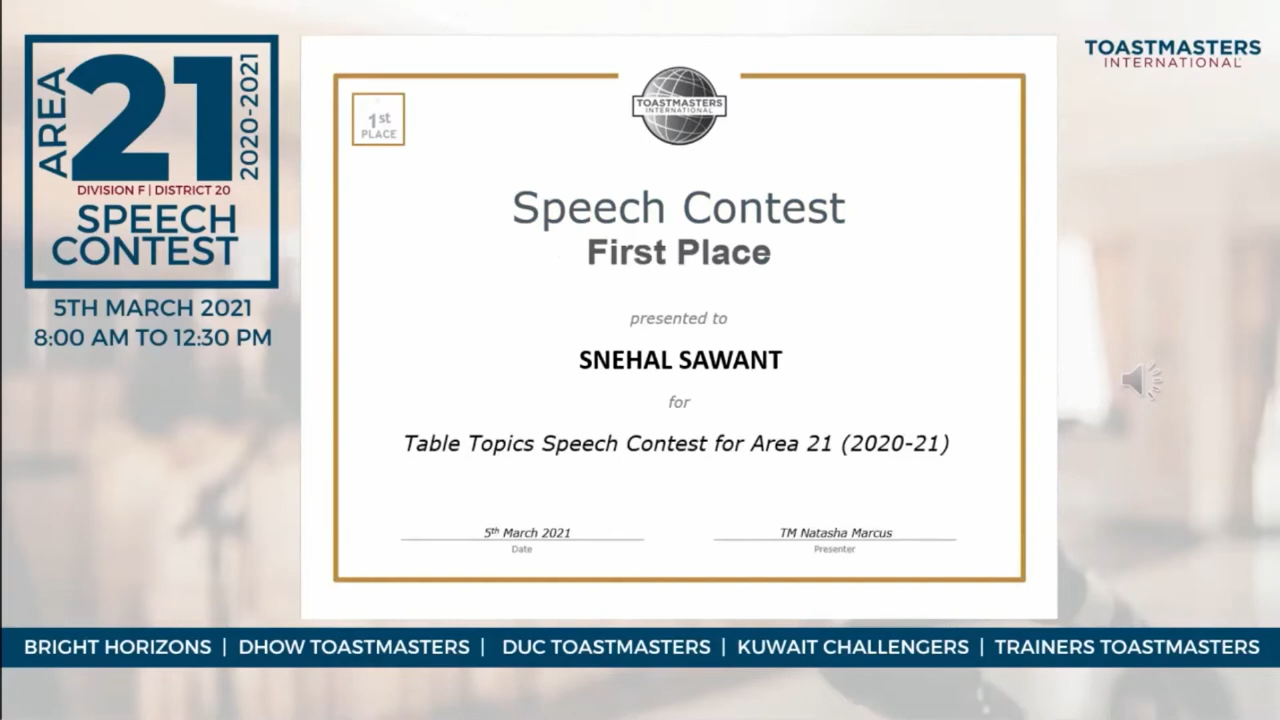 AREA
21
2020-2021
DIVISION F | DISTRICT 20
SPEECH
CONTEST
5TH MARCH 2021
8:00 AM TO 12:30 PM
TOASTMASTERS
INTERNATIONAL
1st
PLACE
TOASTMASTERS
INTERNATIONAL
Speech Contest
First Place
presented to
SNEHAL SAWANT
for
Table Topics Speech Contest for Area 21 (2020-21)
5th March 2021
Date
TM Natasha Marcus
Presenter
BRIGHT HORIZONS | DHOW TOASTMASTERS | DUC TOASTMASTERS | KUWAIT CHALLENGERS | TRAINERS TOASTMASTERS